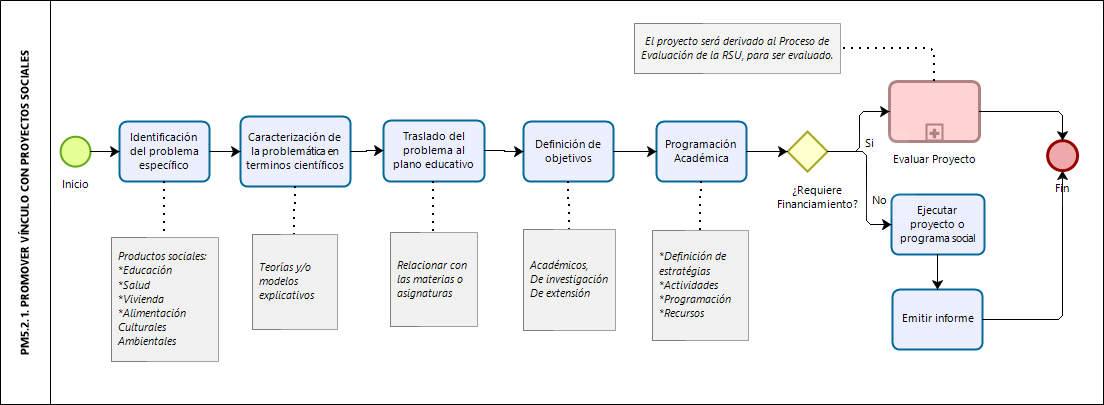 PM5.2.1. PROMOVER VÍNCULO CON PROYECTOS SOCIALES
El proyecto será derivado al Proceso de
Evaluación de la RSU, para ser evaluado.
Inicio
Identificación
del problema
específico
Caracterización de
la problemática en
terminos científicos
Traslado del
problema al
plano educativo
Definición de
objetivos
Programación
Académica
¿Requiere
Financiamiento?
Si
No
Evaluar Proyecto
Fin
Ejecutar
proyecto o
programa social
Emitir informe
Productos sociales:
*Educación
*Salud
*Vivienda
*Alimentación
Culturales
Ambientales
Teorías y/o
modelos
explicativos
Relacionar con
las materias o
asignaturas
Académicos,
De investigación
De extensión
*Definición de
estratégias
*Actividades
*Programación
*Recursos